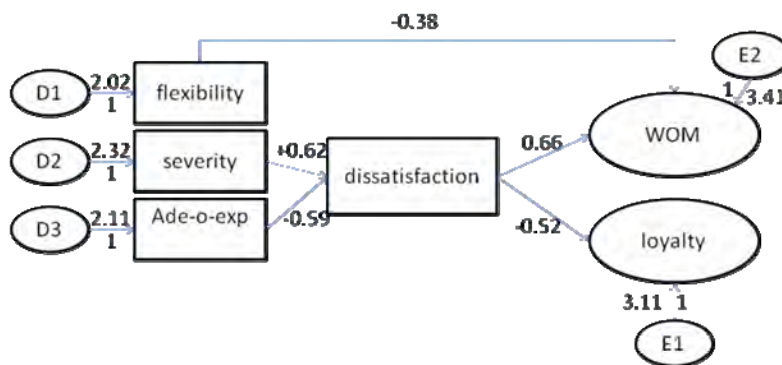 -0.38
E2
D1
2.02
1
flexibility
1
3.41
WOM
D2
2.32
1
severity
+0.62
dissatisfaction
0.66
D3
2.11
1
Ade-o-exp
-0.59
-0.52
loyalty
3.11 1
E1